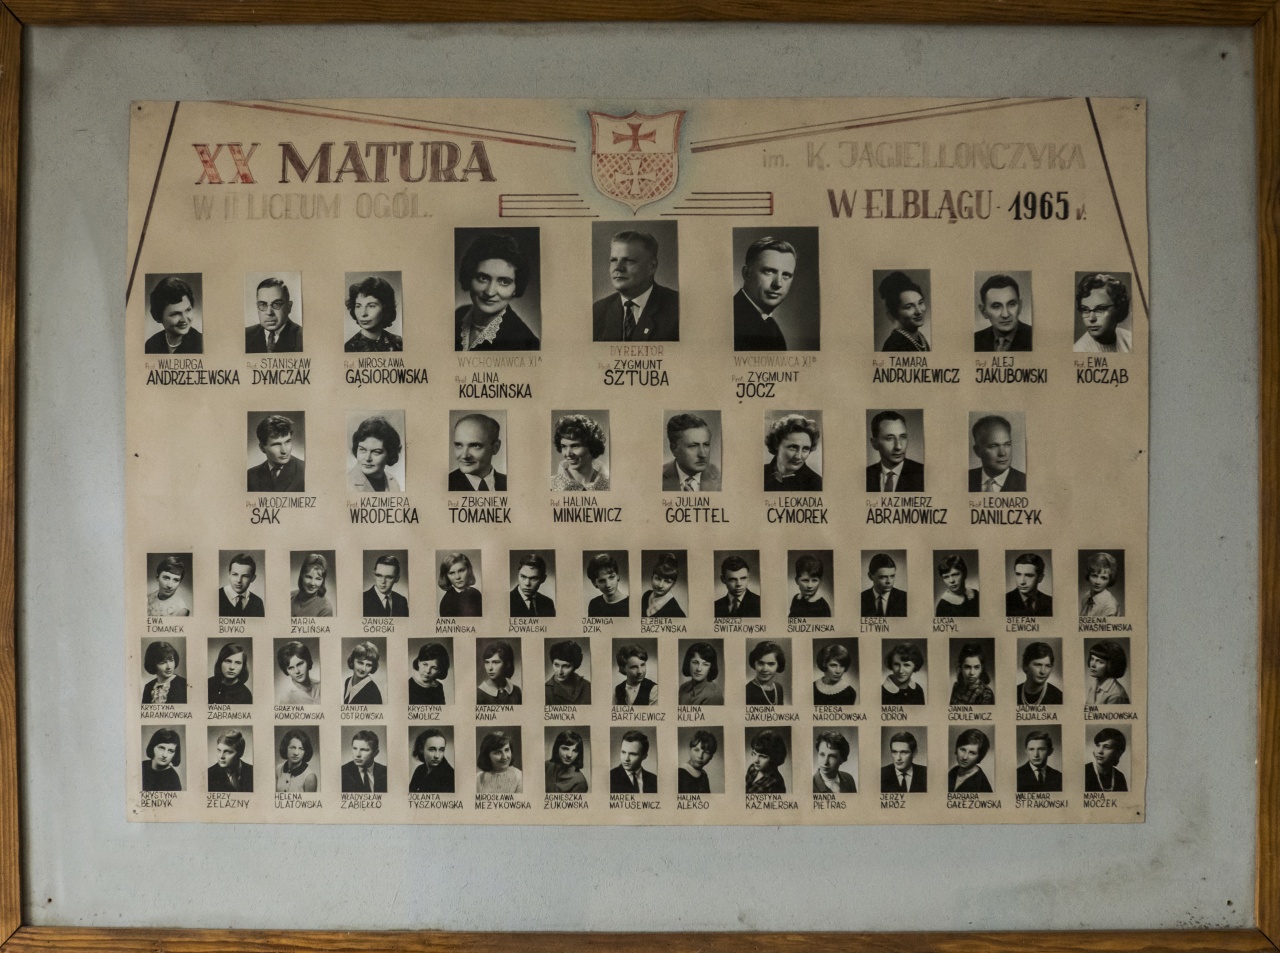 XX MATURA
W II LICEUM OGÓL.
im. K. JAGIELLOŃCZYKA
W ELBLĄGU - 1965 r.
Prof. WALBURGA
ANDRZEJEWSKA
Prof. STANISŁAW
DYMCZAK
Prof. MIROSŁAWA
GĄSIOROWSKA
WYCHOWAWCA XIA
Prof. ALINA
KOLASIŃSKA
DYREKTOR
Prof. ZYGMUNT
SZTUBA
WYCHOWAWCA XIB
Prof. ZYGMUNT
JOCZ
Prof. TAMARA
ANDRUKIEWICZ
Prof. ALEJ
JAKUBOWSKI
Prof. EWA
KOCZĄB
Prof. WŁODZIMIERZ
SAK
Prof. KAZIMIERA
WRODECKA
Prof. ZBIGNIEW
TOMANEK
Prof. HALINA
MINKIEWICZ
Prof. JULIAN
GOETTEL
Prof. LEOKADIA
CYMOREK
Prof. KAZIMIERZ
ABRAMOWICZ
Prof. LEONARD
DANILCZYK
EWA
TOMANEK
ROMAN
BUYKO
MARIA
ŻYLIŃSKA
JANUSZ
GÓRSKI
ANNA
MANIŃSKA
LESŁAW
POWALSKI
JADWIGA
DZIK
ELŻBIETA
BACZYŃSKA
ANDRZEJ
ŚWITAKOWSKI
IRENA
SIUDZIŃSKA
LESZEK
LITWIN
ŁUCJA
MOTYL
STEFAN
LEWICKI
BOŻENA
KWAŚNIEWSKA
KRYSTYNA
KARANKOWSKA
WANDA
ZABRAMSKA
GRAŻYNA
KOMOROWSKA
DANUTA
OSTROWSKA
KRYSTYNA
SMOLICZ
KATARZYNA
KANIA
EDWARDA
SAWICKA
ALICJA
BARTKIEWICZ
HALINA
KULPA
LONGINA
JAKUBOWSKA
TERESA
NARODOWSKA
MARIA
ODROŃ
JANINA
GDULEWICZ
JADWIGA
BUJALSKA
EWA
LEWANDOWSKA
KRYSTYNA
BENDYK
JERZY
ŻELAZNY
HELENA
ULATOWSKA
WŁADYSŁAW
ZABIEŁŁO
JOLANTA
TYSZKOWSKA
MIROSŁAWA
MEŻYKOWSKA
AGNIESZKA
ŻUKOWSKA
MAREK
MATUSEWICZ
HALINA
ALEKSO
KRYSTYNA
KAŹMIERSKA
WANDA
PIETRAS
JERZY
MRÓZ
BARBARA
GAŁĘZOWSKA
WALDEMAR
STRAKOWSKI
MARIA
MOCZEK